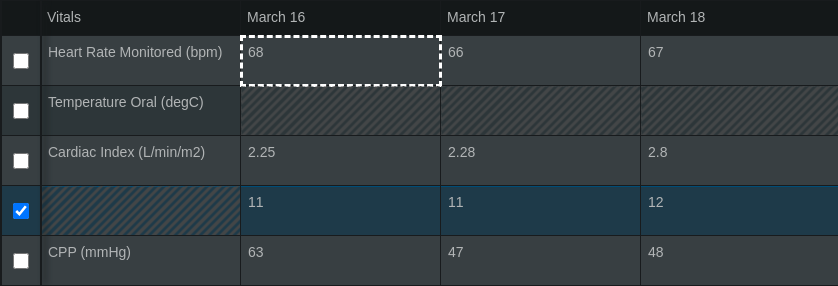 Vitals March 16 March 17 March 18
Heart Rate Monitored (bpm) 68 66 67
Temperature Oral (degC)
Cardiac Index (L/min/m2) 2.25 2.28 2.8
11 11 12
CPP (mmHg) 63 47 48